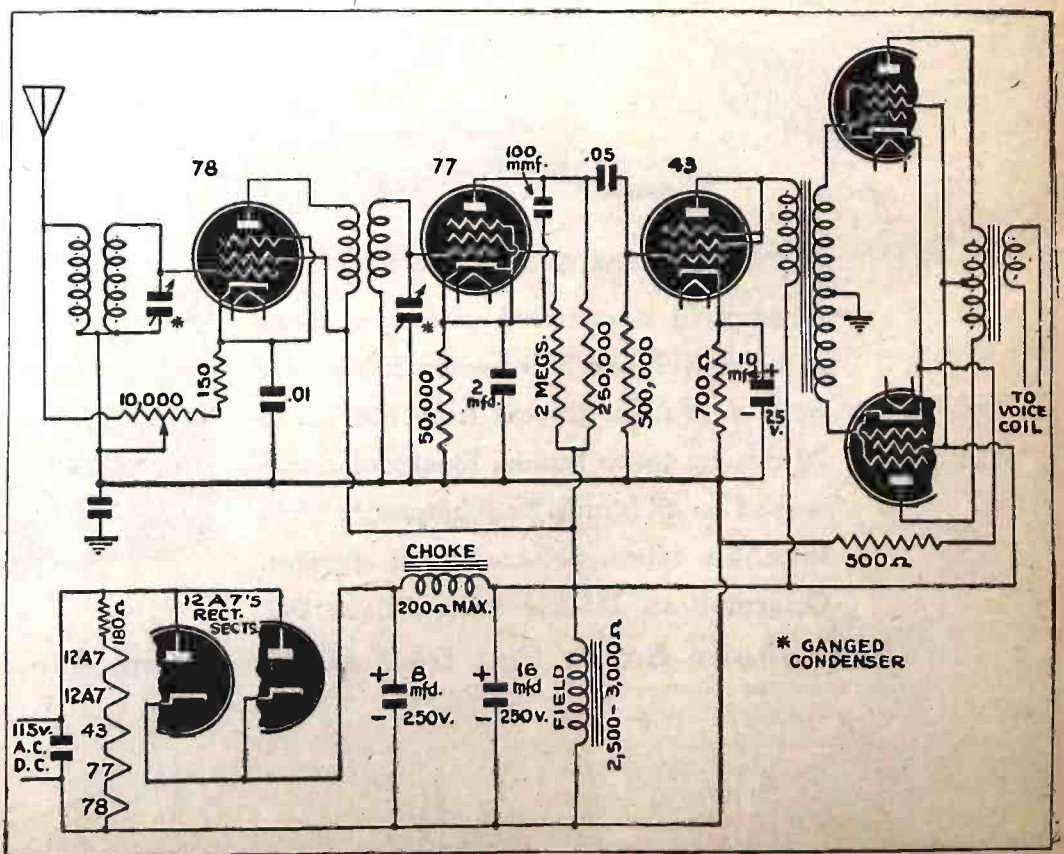 78
77
43
100
mmf.
.05
10,000
150
.01
50,000
2
mfd.
2 MEGS.
250,000
500,000
700Ω
10
mfd.
+
-
25
v.
TO
VOICE
COIL
500Ω
CHOKE
200Ω MAX.
* GANGED
CONDENSER
*
*
12A7'S
RECT.
SECTS.
180Ω
12A7
12A7
43
77
78
115v.
A.C.
D.C.
+
8
mfd.
-
250V.
+
16
mfd
-
250V.
FIELD
2,500-3,000Ω